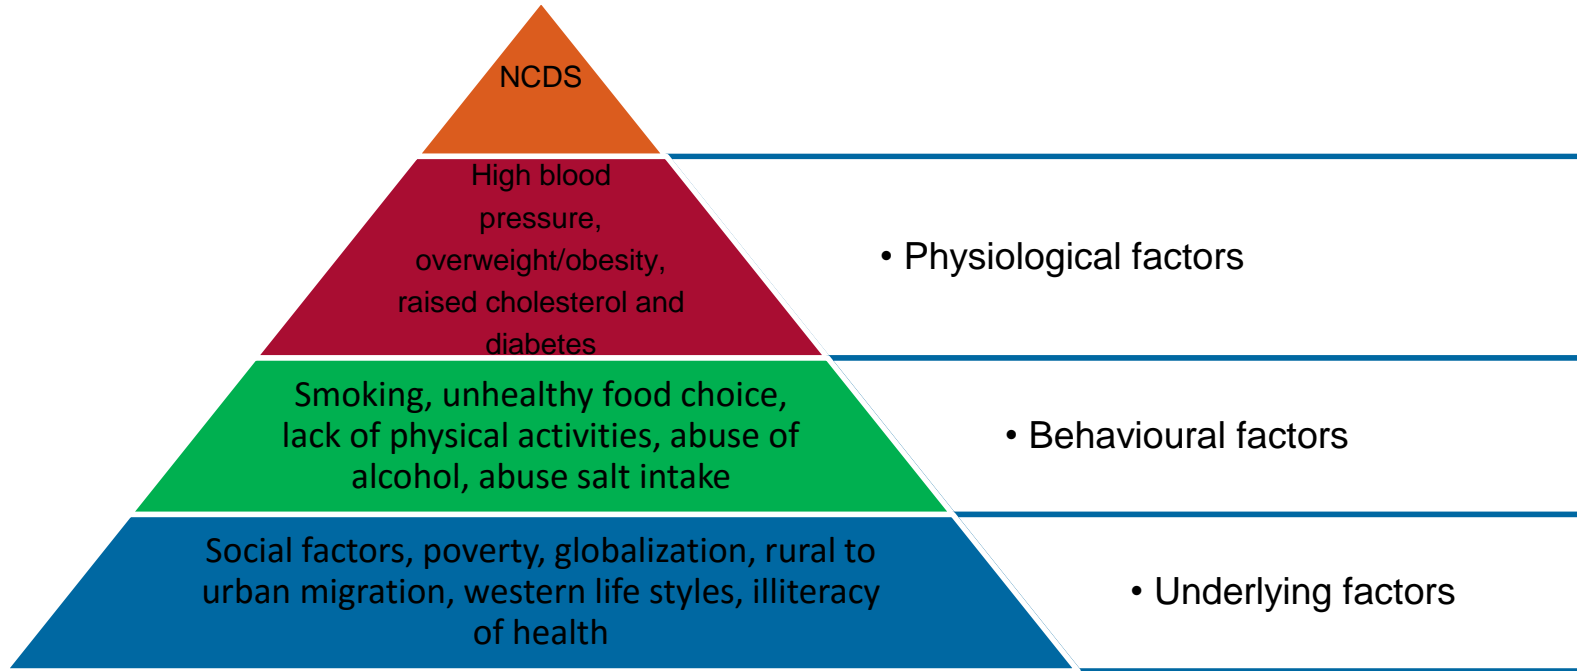 NCDS
High blood
pressure,
overweight/obesity,
raised cholesterol and
diabetes
• Physiological factors
Smoking, unhealthy food choice,
lack of physical activities, abuse of
alcohol, abuse salt intake
• Behavioural factors
Social factors, poverty, globalization, rural to
urban migration, western life styles, illiteracy
of health
• Underlying factors